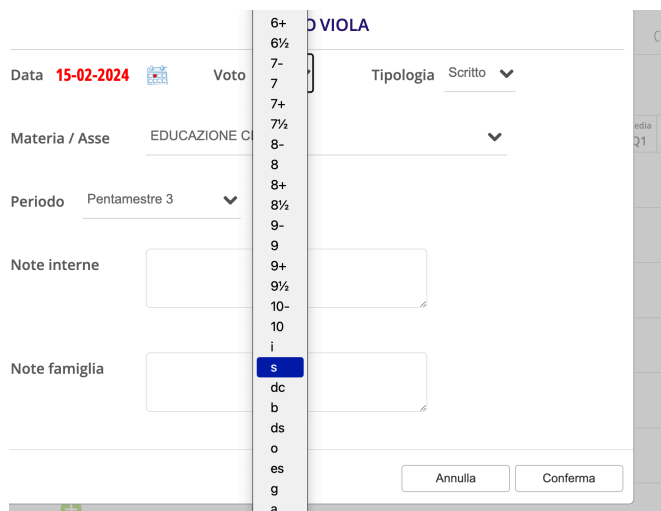 O VIOLA
Data 15-02-2024 Voto Tipologia Scritto
Materia / Asse EDUCAZIONE CI
Periodo Pentamestre 3
Note interne
Note famiglia
Annulla Conferma
6+
6½
7-
7
7+
7½
8-
8
8+
8½
9-
9
9+
9½
10-
10
i
s
dc
b
ds
o
es
g
a
edia
Q1